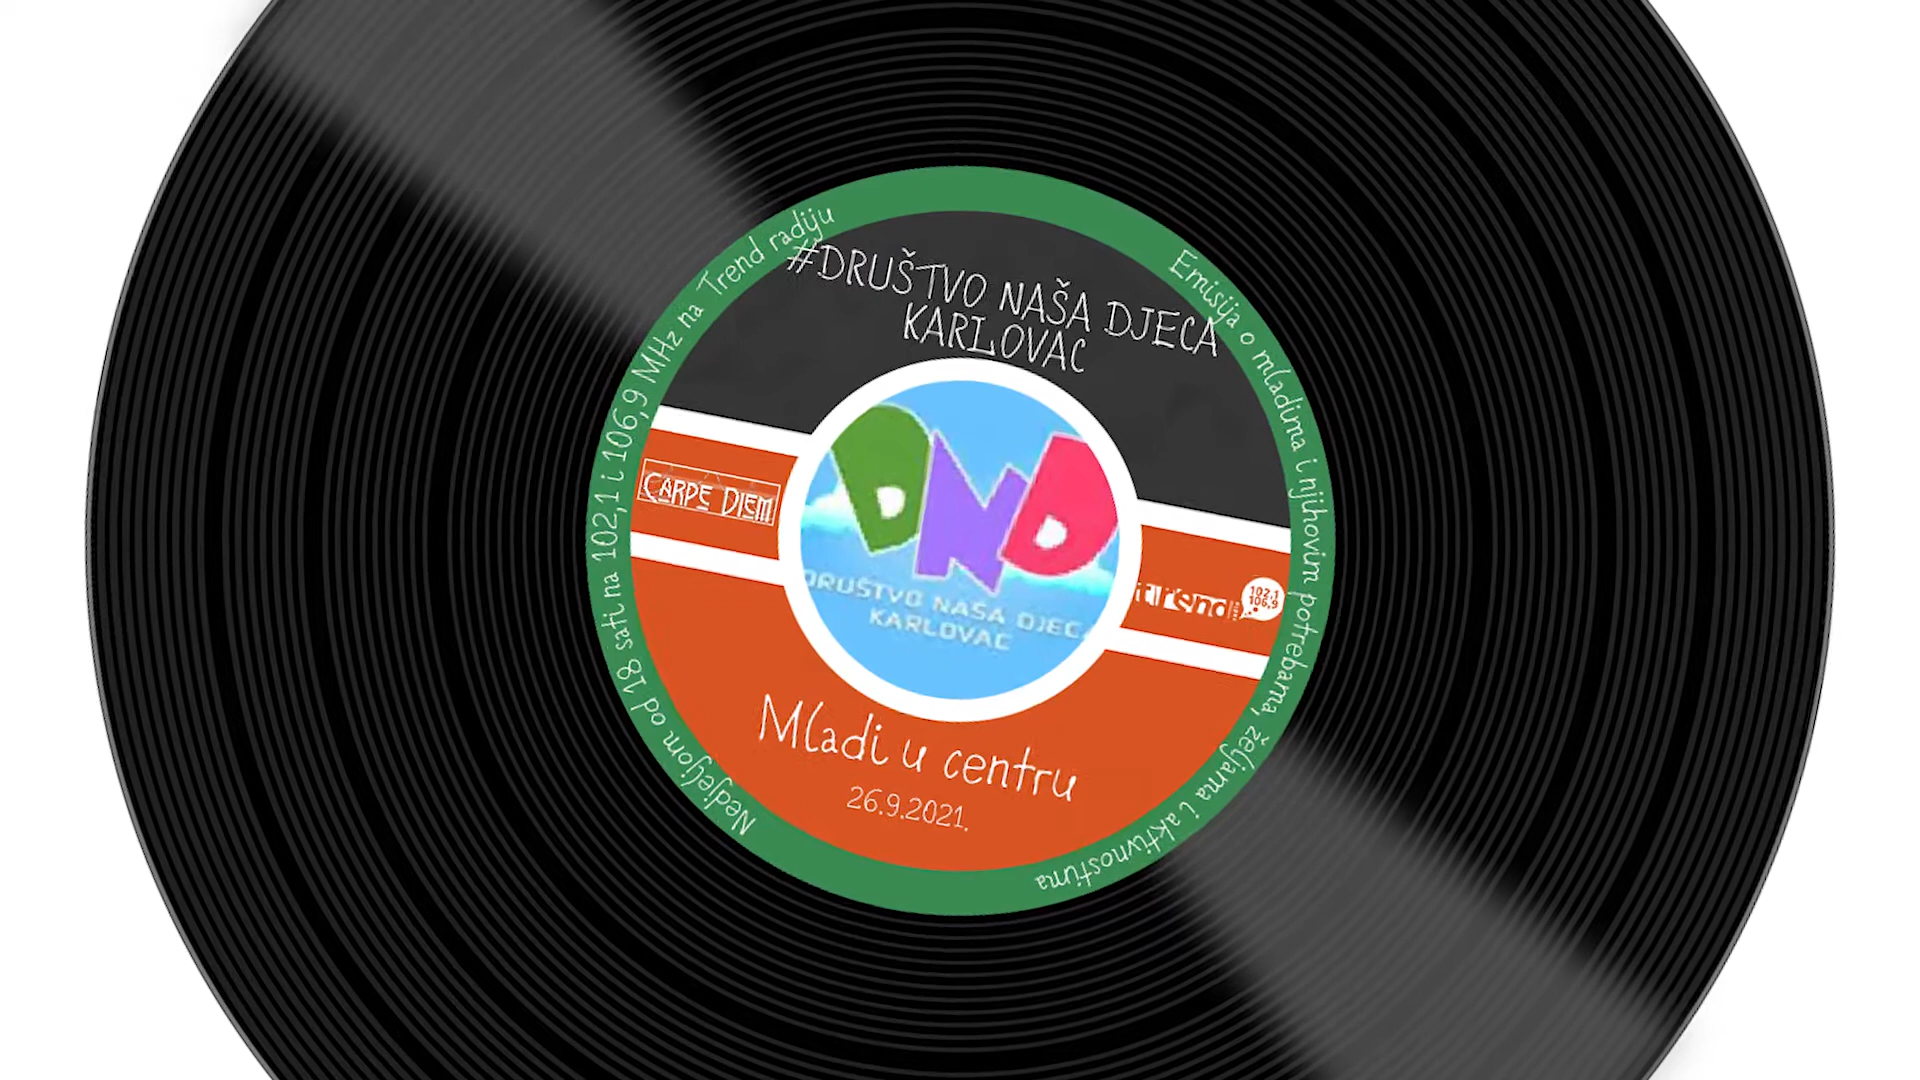 #DRUŠTVO NAŠA DJECA
KARLOVAC
Nedjeljom od 18 sati na 102,1 i 106,9 MHz na Trend radiju
Emisija o mladima i njihovim potrebama, željama i aktivnostima
CARPE DIEM
DND
DRUŠTVO NAŠA DJECA
KARLOVAC
trend
102.1
106.9
Mladi u centru
26.9.2021.